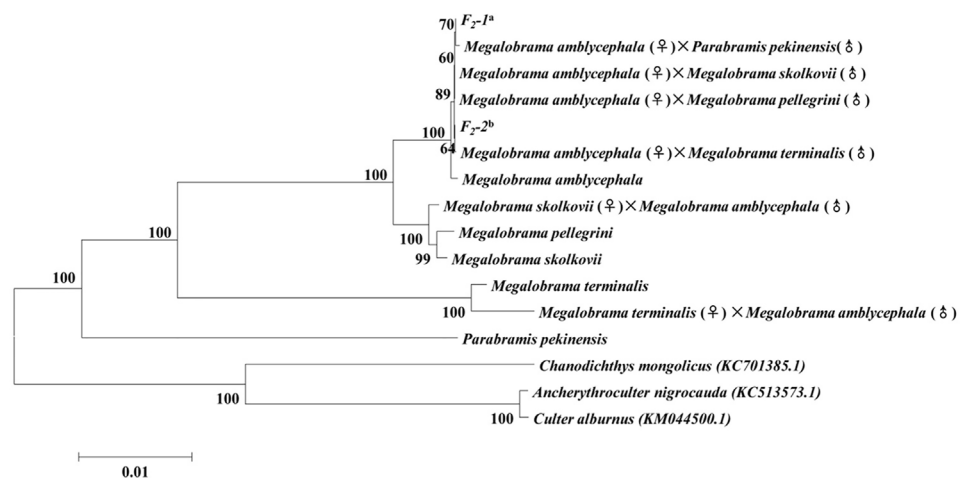 70 F₂-1ᵃ
Megalobrama amblycephala (♀)×Parabramis pekinensis(♂)
60
Megalobrama amblycephala (♀)×Megalobrama skolkovii (♂)
89 Megalobrama amblycephala (♀)×Megalobrama pellegrini (♂)
100 F₂-2ᵇ
64 Megalobrama amblycephala (♀)×Megalobrama terminalis (♂)
100 Megalobrama amblycephala
Megalobrama skolkovii (♀)×Megalobrama amblycephala (♂)
100 Megalobrama pellegrini
99 Megalobrama skolkovii
100
100 Megalobrama terminalis
100 Megalobrama terminalis (♀) ×Megalobrama amblycephala (♂)
Parabramis pekinensis
Chanodichthys mongolicus (KC701385.1)
100 Ancherythroculter nigrocauda (KC513573.1)
100 Culter alburnus (KM044500.1)
0.01